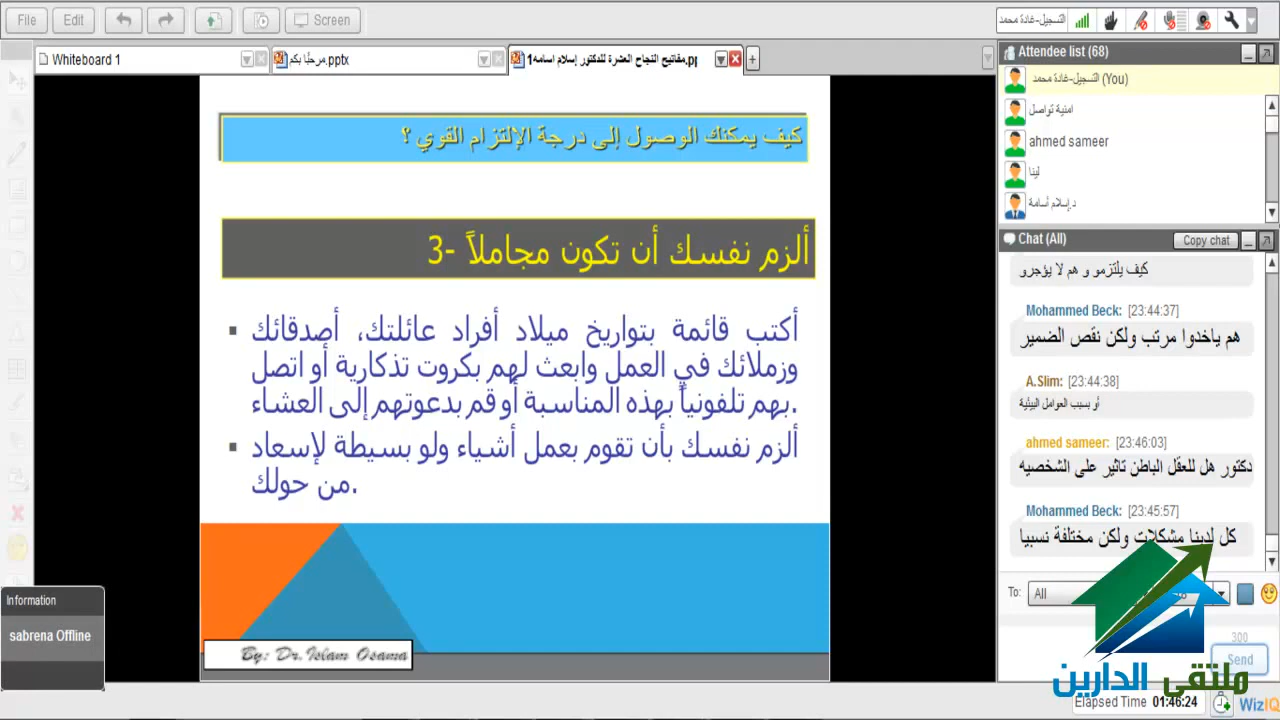 File
Edit
Screen
التسجيل-غادة محمد
Whiteboard 1
مرحبًا بكم.pptx
مفاتيح النجاح العشرة للدكتور إسلام اسامه1.pp
Attendee list (68)
التسجيل-غادة محمد (You)
امنية تواصل
ahmed sameer
لينا
د.إسلام أسامة
كيف يمكنك الوصول إلى درجة الإلتزام القوي ؟
3- ألزم نفسك أن تكون مجاملاً
أكتب قائمة بتواريخ ميلاد أفراد عائلتك، أصدقائك
وزملائك في العمل وابعث لهم بكروت تذكارية أو اتصل
بهم تلفونياً بهذه المناسبة أو قم بدعوتهم إلى العشاء.
ألزم نفسك بأن تقوم بعمل أشياء ولو بسيطة لإسعاد
من حولك.
By: Dr.Islam Osama
Chat (All)
Copy chat
كيف يلتزمو و هم لا يؤجرو
Mohammed Beck: [23:44:37]
هم ياخدوا مرتب ولكن نقص الضمير
A.Slim: [23:44:38]
أو بسبب العوامل البيئية
ahmed sameer: [23:46:03]
دكتور هل للعقل الباطن تاثير على الشخصيه
Mohammed Beck: [23:45:57]
كل لدينا مشكلات ولكن مختلفة نسبيا
To:
All
300
Send
ملتقى الدارين
Elapsed Time 01:46:24
WizIQ
Information
sabrena Offline